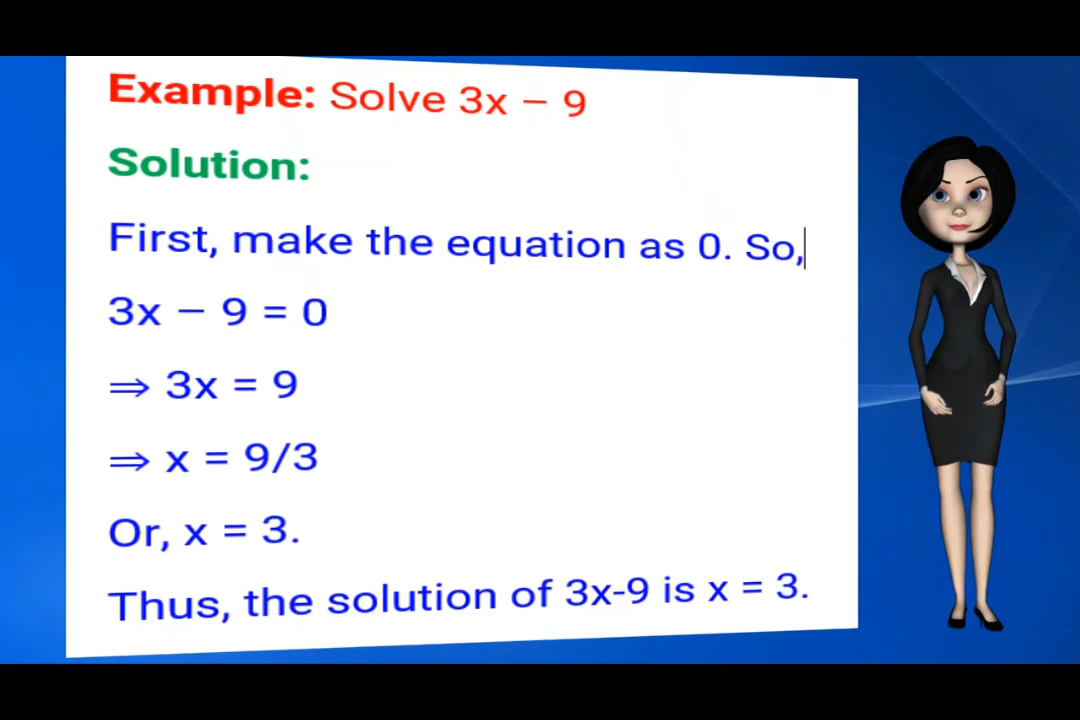 Example: Solve 3x – 9
Solution:
First, make the equation as 0. So,
3x – 9 = 0
⇒ 3x = 9
⇒ x = 9/3
Or, x = 3.
Thus, the solution of 3x-9 is x = 3.